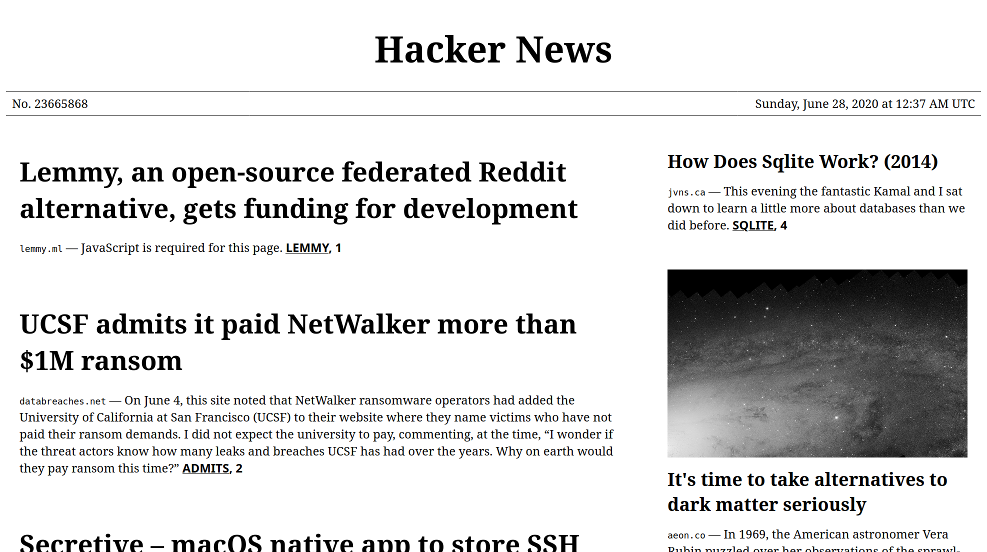 Hacker News
No. 23665868
Sunday, June 28, 2020 at 12:37 AM UTC
Lemmy, an open-source federated Reddit
alternative, gets funding for development
lemmy.ml — JavaScript is required for this page. LEMMY, 1
UCSF admits it paid NetWalker more than
$1M ransom
databreaches.net — On June 4, this site noted that NetWalker ransomware operators had added the
University of California at San Francisco (UCSF) to their website where they name victims who have not
paid their ransom demands. I did not expect the university to pay, commenting, at the time, “I wonder if
the threat actors know how many leaks and breaches UCSF has had over the years. Why on earth would
they pay ransom this time?” ADMITS, 2
Secretive – macOS native app to store SSH
How Does Sqlite Work? (2014)
jvns.ca — This evening the fantastic Kamal and I sat
down to learn a little more about databases than we
did before. SQLITE, 4
It's time to take alternatives to
dark matter seriously
aeon.co — In 1969, the American astronomer Vera
Rubin puzzled over her observations of the sprawl-